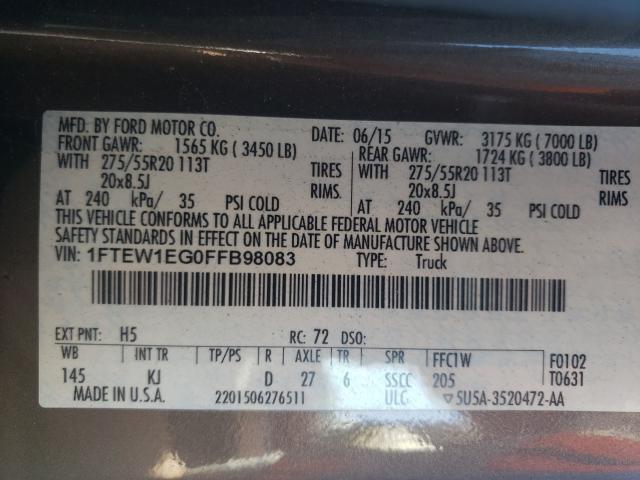 MFD. BY FORD MOTOR CO.
DATE: 06/15 GVWR: 3175 KG ( 7000 LB)
FRONT GAWR: 1565 KG ( 3450 LB)
REAR GAWR: 1724 KG ( 3800 LB)
WITH 275/55R20 113T TIRES
WITH 275/55R20 113T TIRES
20x8.5J RIMS.
20x8.5J RIMS.
AT 240 kPa/ 35 PSI COLD
AT 240 kPa/ 35 PSI COLD
THIS VEHICLE CONFORMS TO ALL APPLICABLE FEDERAL MOTOR VEHICLE
SAFETY STANDARDS IN EFFECT ON THE DATE OF MANUFACTURE SHOWN ABOVE.
VIN: 1FTEW1EG0FFB98083 TYPE: Truck
EXT PNT: H5 RC: 72 DSO:
WB INT TR TP/PS R AXLE TR SPR FFC1W F0102
145 KJ D 27 6 SSCC 205 T0631
MADE IN U.S.A. 2201506276511 ULG ▽5U5A-3520472-AA